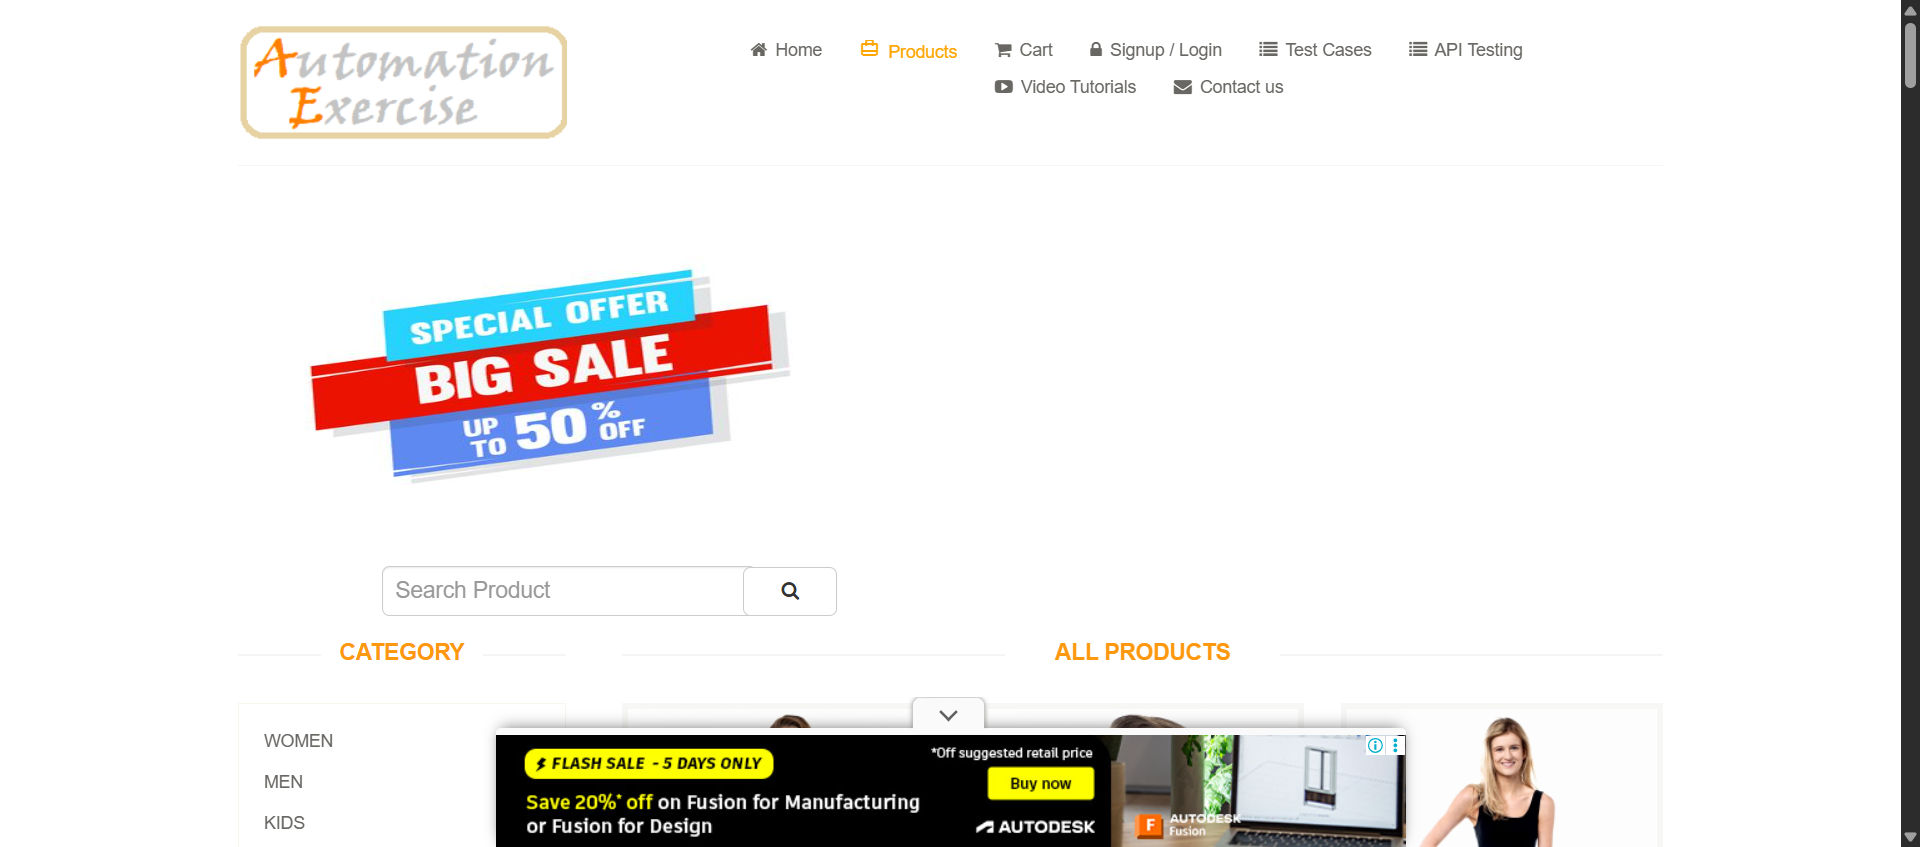 Automation
Exercise
Home
Products
Cart
Signup / Login
Test Cases
API Testing
Video Tutorials
Contact us
SPECIAL OFFER
BIG SALE
UP TO 50% OFF
Search Product
CATEGORY
ALL PRODUCTS
WOMEN
MEN
KIDS
FLASH SALE - 5 DAYS ONLY
Save 20%* off on Fusion for Manufacturing
or Fusion for Design
*Off suggested retail price
Buy now
AUTODESK
F AUTODESK
Fusion